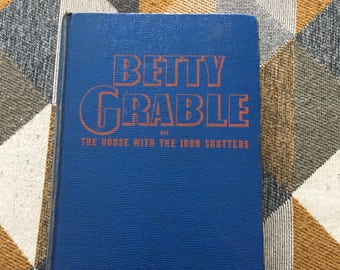 BETTY
GRABLE
AND
THE HOUSE WITH THE IRON SHUTTERS